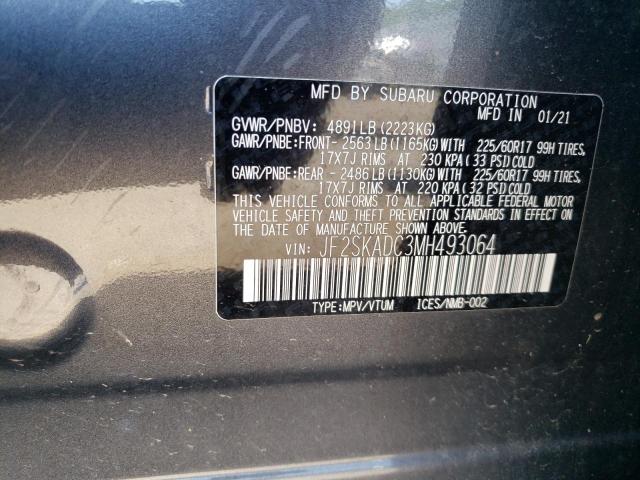 MFD BY SUBARU CORPORATION
MFD IN 01/21
GVWR/PNBV: 4891LB(2223KG)
GAWR/PNBE:FRONT- 2563LB(1165KG)WITH 225/60R17 99H TIRES,
17X7J RIMS AT 230 KPA(33 PSI)COLD
GAWR/PNBE:REAR - 2486LB(1130KG)WITH 225/60R17 99H TIRES,
17X7J RIMS AT 220 KPA(32 PSI)COLD
THIS VEHICLE CONFORMS TO ALL APPLICABLE FEDERAL MOTOR
VEHICLE SAFETY AND THEFT PREVENTION STANDARDS IN EFFECT
ON THE DATE OF MANUFACTURE SHOWN ABOVE.
VIN: JF2SKADC3MH493064
TYPE:MPV/VTUM ICES/NMB-002